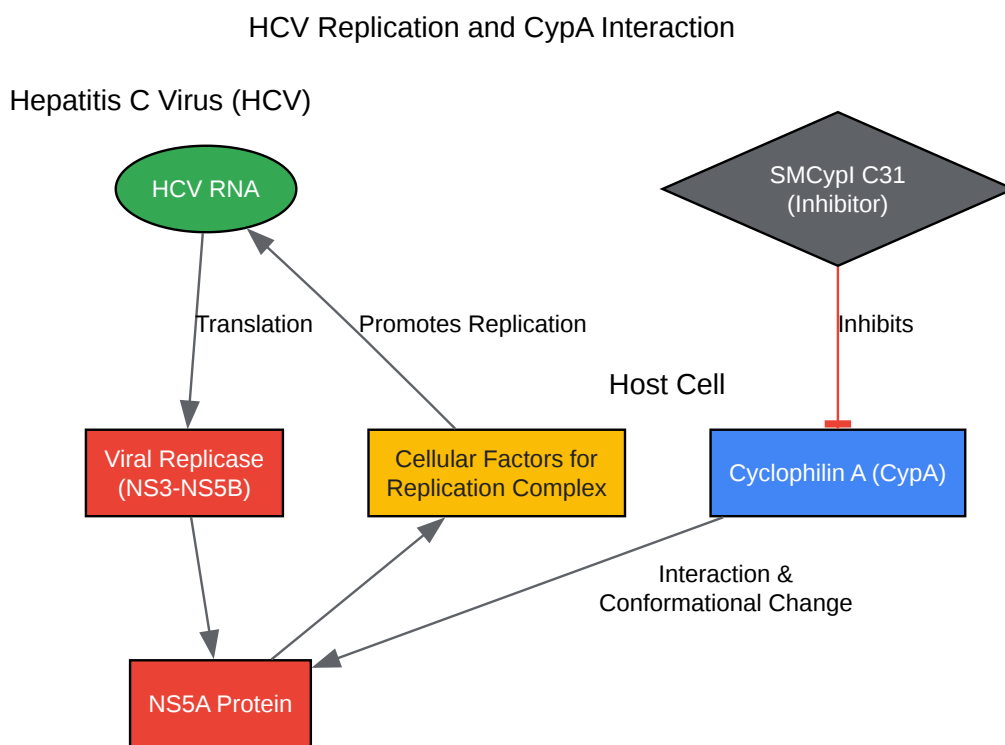 HCV Replication and CypA Interaction
Hepatitis C Virus (HCV)
HCV RNA
SMCypI C31
(Inhibitor)
Translation
Promotes Replication
Inhibits
Host Cell
Viral Replicase
(NS3-NS5B)
Cellular Factors for
Replication Complex
Cyclophilin A (CypA)
Interaction &
Conformational Change
NS5A Protein